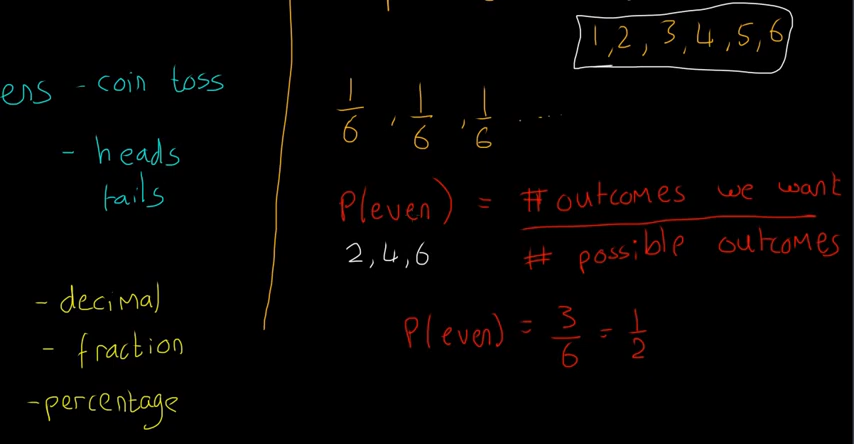 ens - coin toss
- heads
tails
- decimal
- fraction
- percentage
1, 2, 3, 4, 5, 6
1/6, 1/6, 1/6 ....
P(even) = # outcomes we want / # possible outcomes
2, 4, 6
P(even) = 3/6 = 1/2